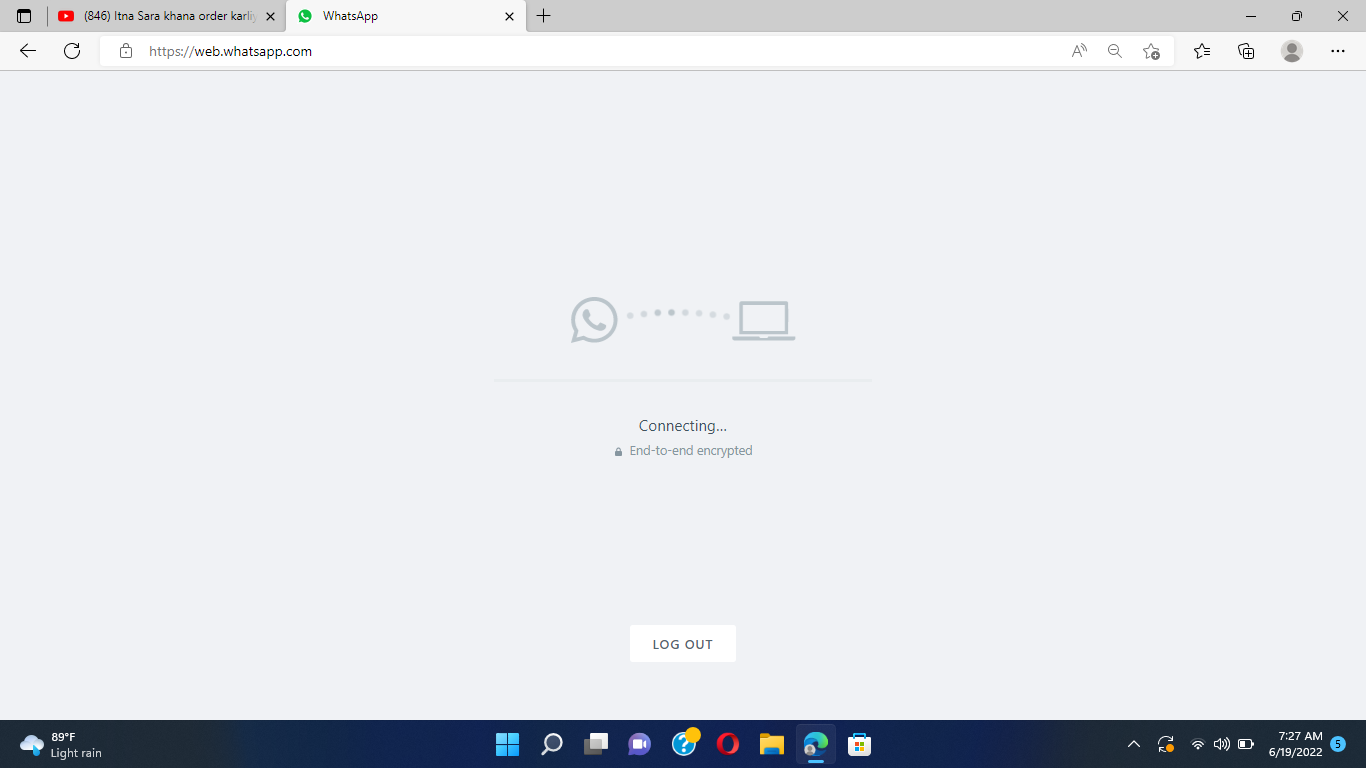 (846) Itna Sara khana order karliy
WhatsApp
https://web.whatsapp.com
Connecting...
End-to-end encrypted
LOG OUT
89°F
Light rain
7:27 AM
6/19/2022
5